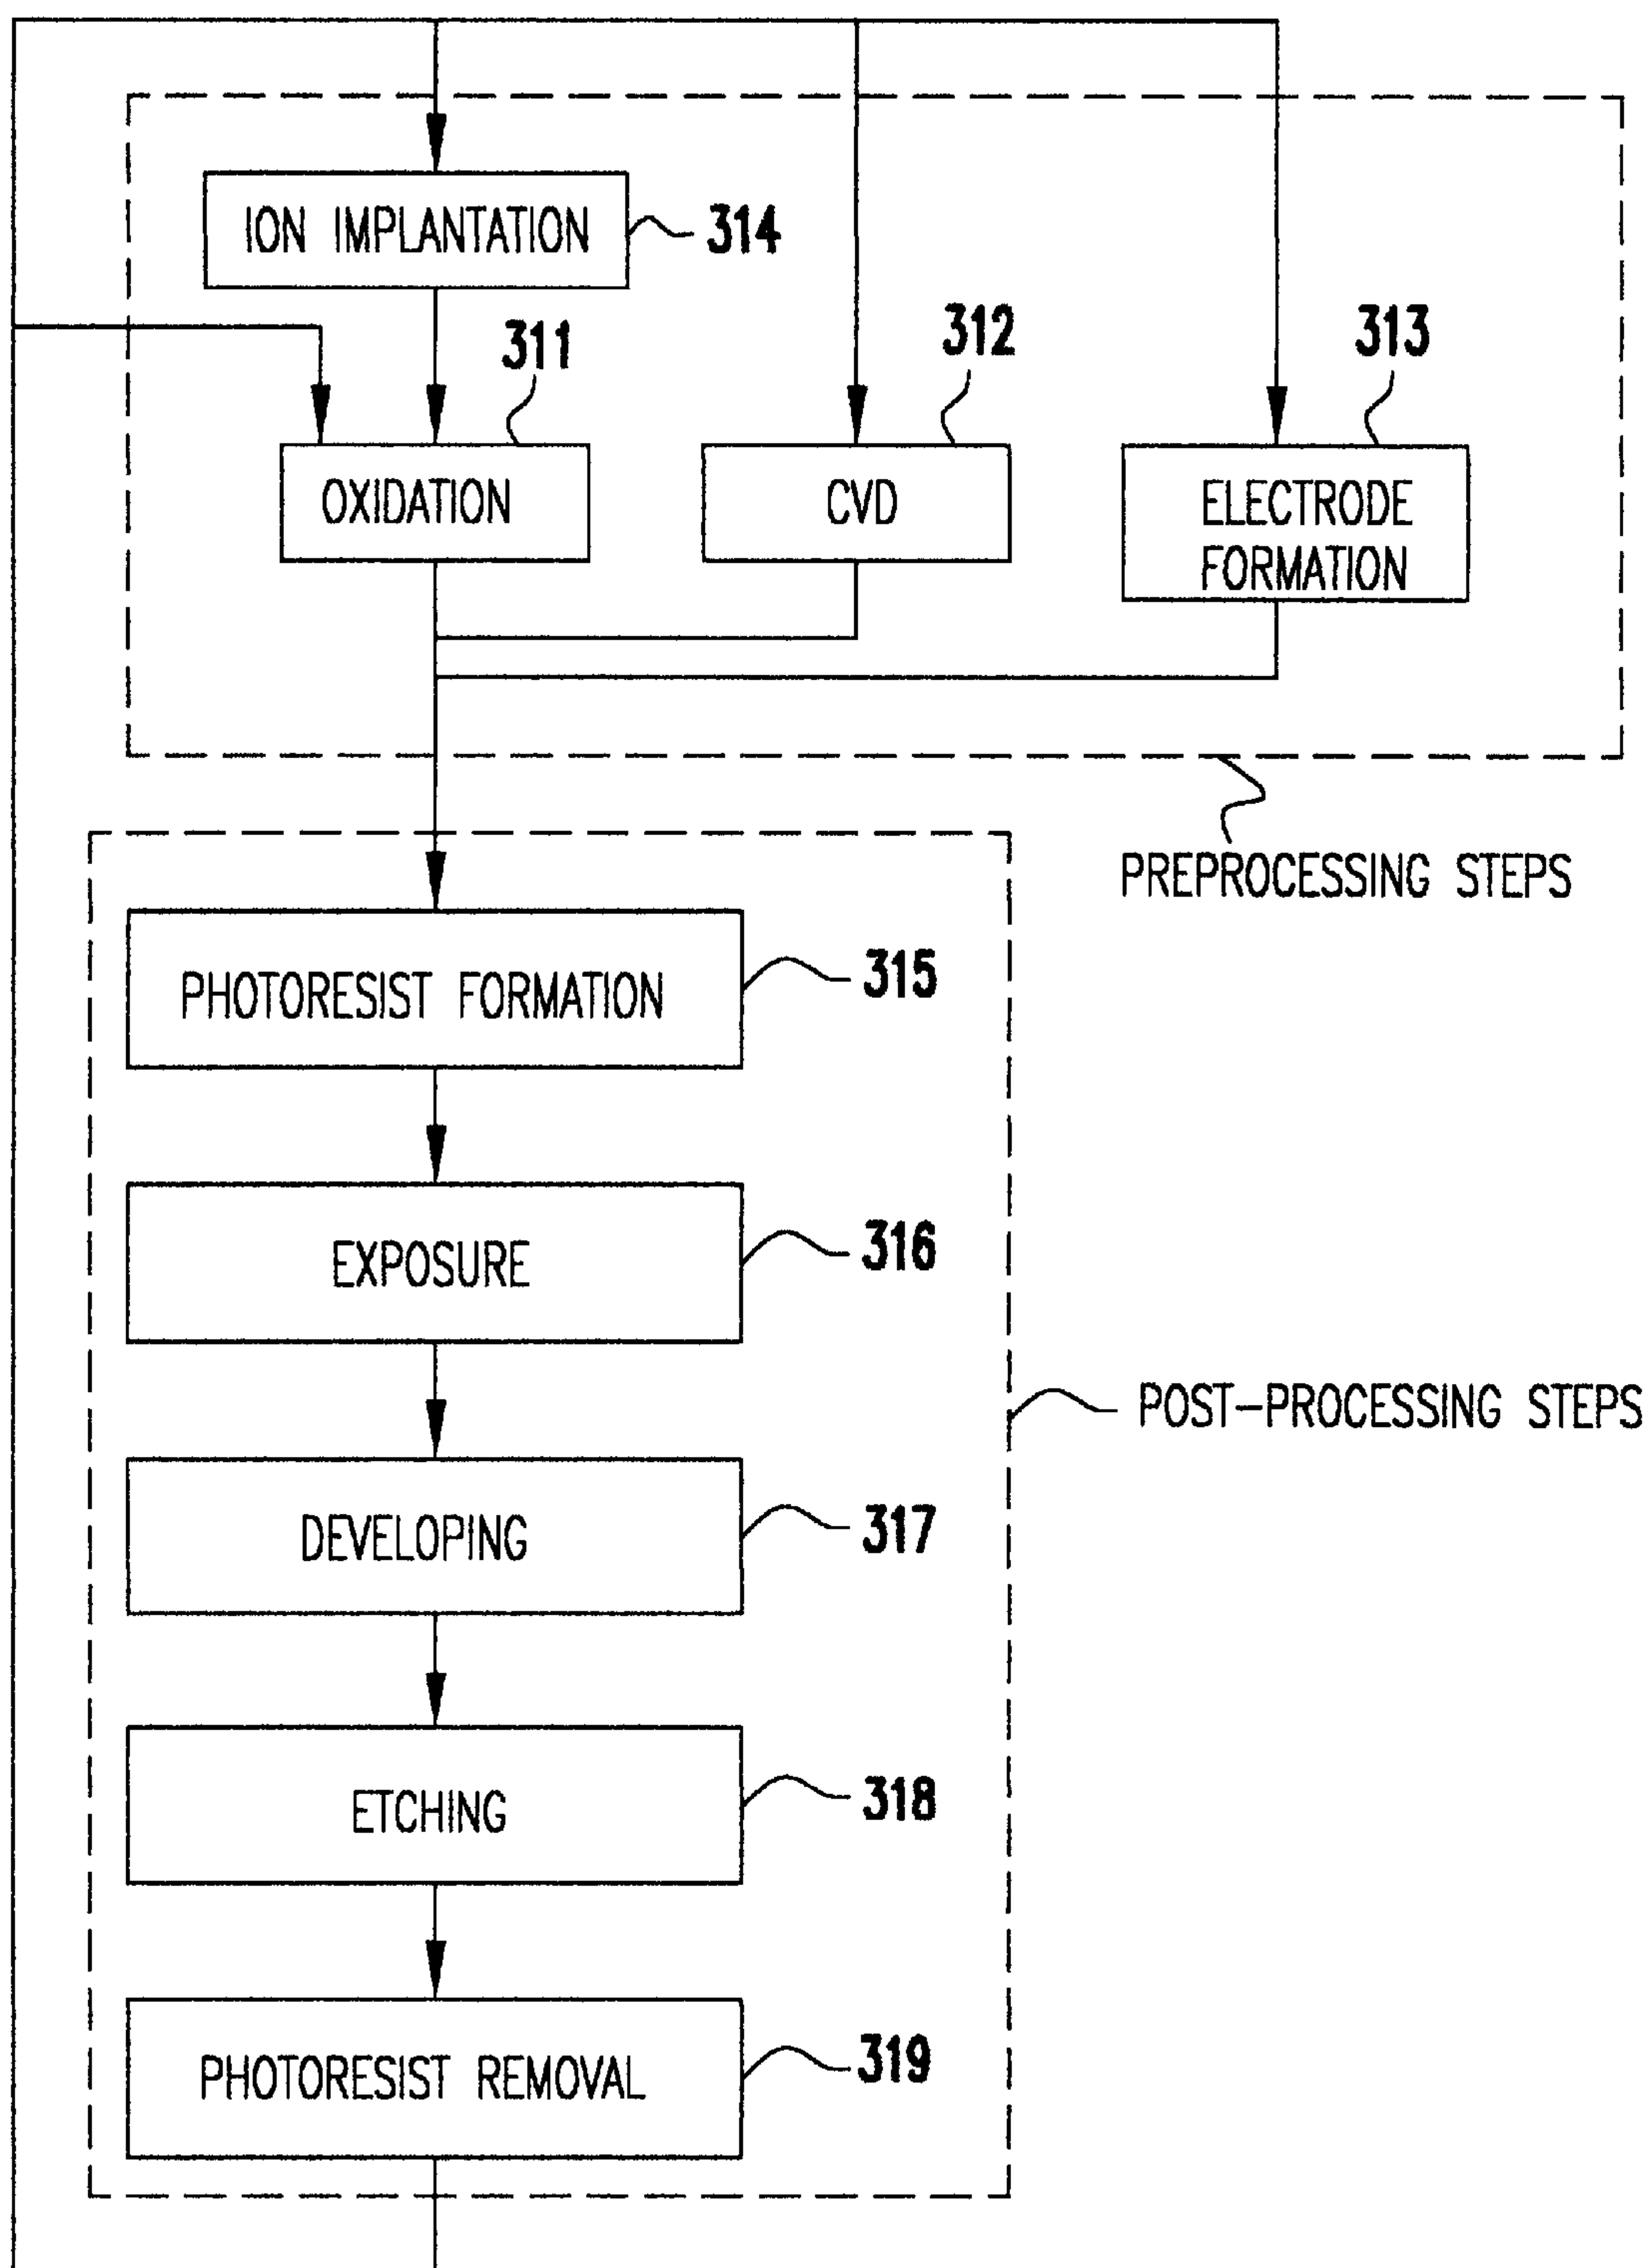 ION IMPLANTATION
314
311
312
313
OXIDATION
CVD
ELECTRODE
FORMATION
PREPROCESSING STEPS
PHOTORESIST FORMATION
315
EXPOSURE
316
POST-PROCESSING STEPS
DEVELOPING
317
ETCHING
318
PHOTORESIST REMOVAL
319